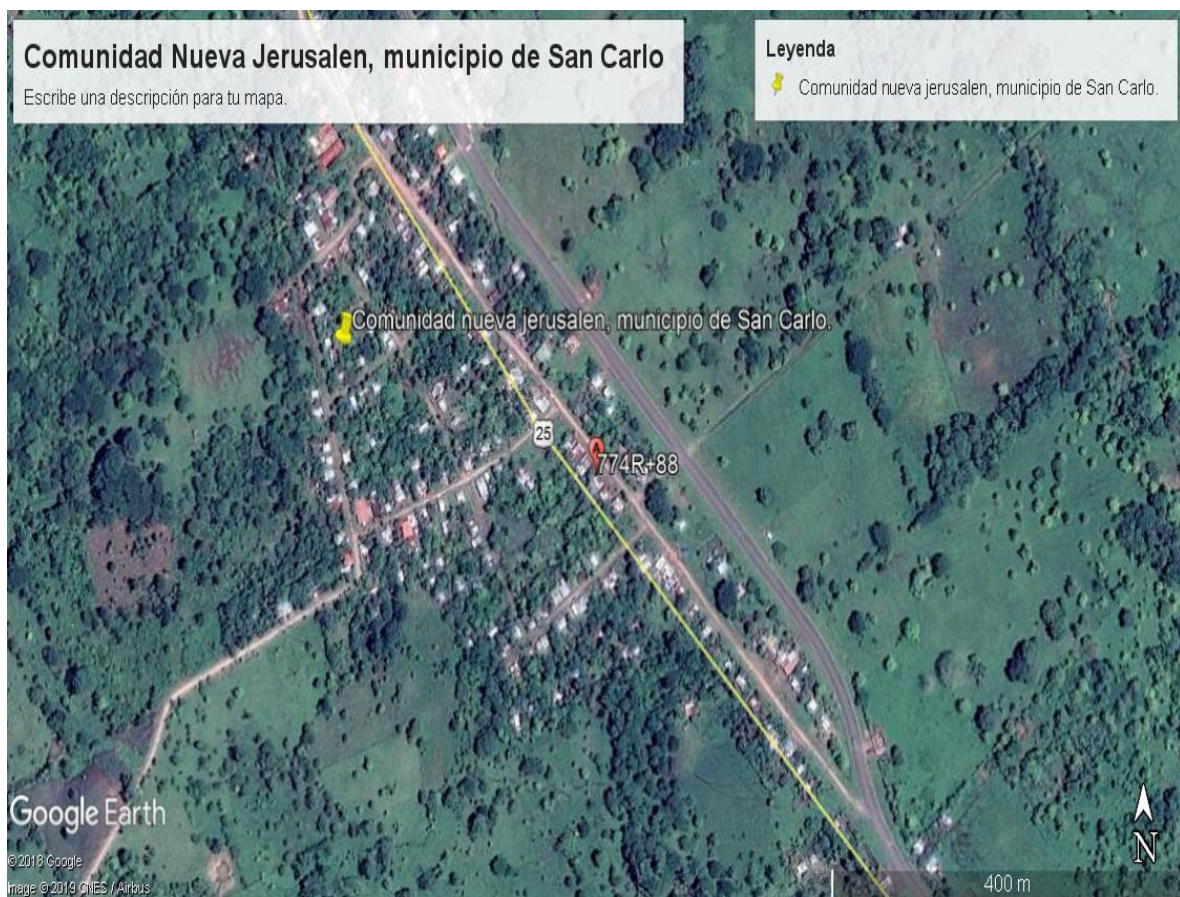 Comunidad Nueva Jerusalen, municipio de San Carlo
Escribe una descripción para tu mapa.
Leyenda
Comunidad nueva jerusalen, municipio de San Carlo.
Comunidad nueva jerusalen, municipio de San Carlo.
25
A
774R+88
Google Earth
© 2018 Google
Image © 2019 CNES / Airbus
400 m
N